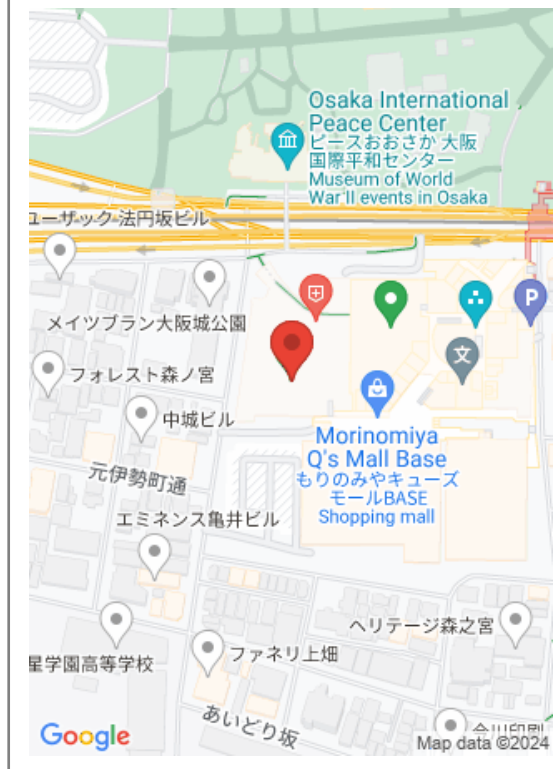 Osaka International
Peace Center
ピースおおさか 大阪
国際平和センター
Museum of World
War II events in Osaka
ユーザック 法円坂ビル
メイツブラン大阪城公園
P
文
フォレスト森ノ宮
中城ビル
Morinomiya
Q's Mall Base
もりのみやキューズ
モールBASE
Shopping mall
元伊勢町通
エミネンス亀井ビル
ヘリテージ森之宮
星学園高等学校
ファネリ上畑
あいどり坂
Google
Map data ©2024